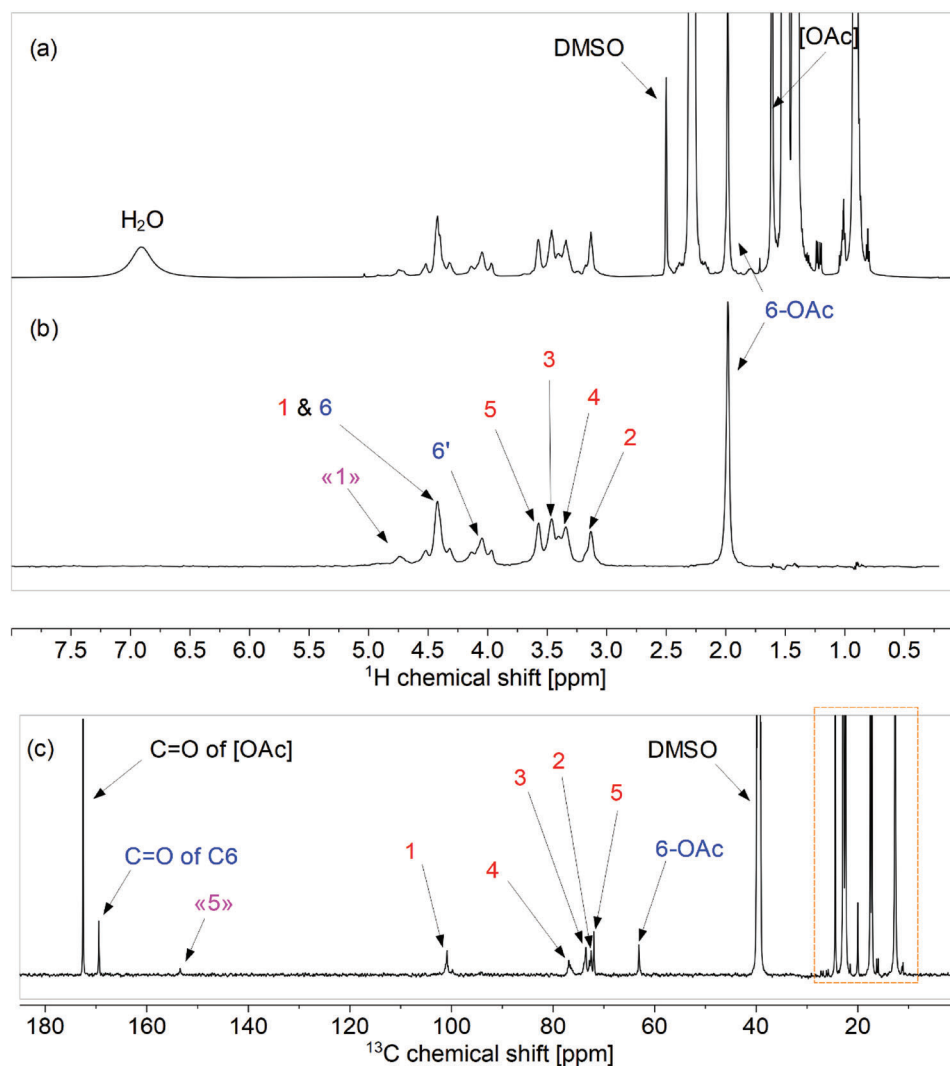 (a)
DMSO
[OAc]
H₂O
(b)
6-OAc
3
1 & 6
5
4
6'
2
«1»
7.5 7.0 6.5 6.0 5.5 5.0 4.5 4.0 3.5 3.0 2.5 2.0 1.5 1.0 0.5
¹H chemical shift [ppm]
(c)
C=O of [OAc]
DMSO
2
3
5
C=O of C6
1
6-OAc
4
«5»
180 160 140 120 100 80 60 40 20
¹³C chemical shift [ppm]